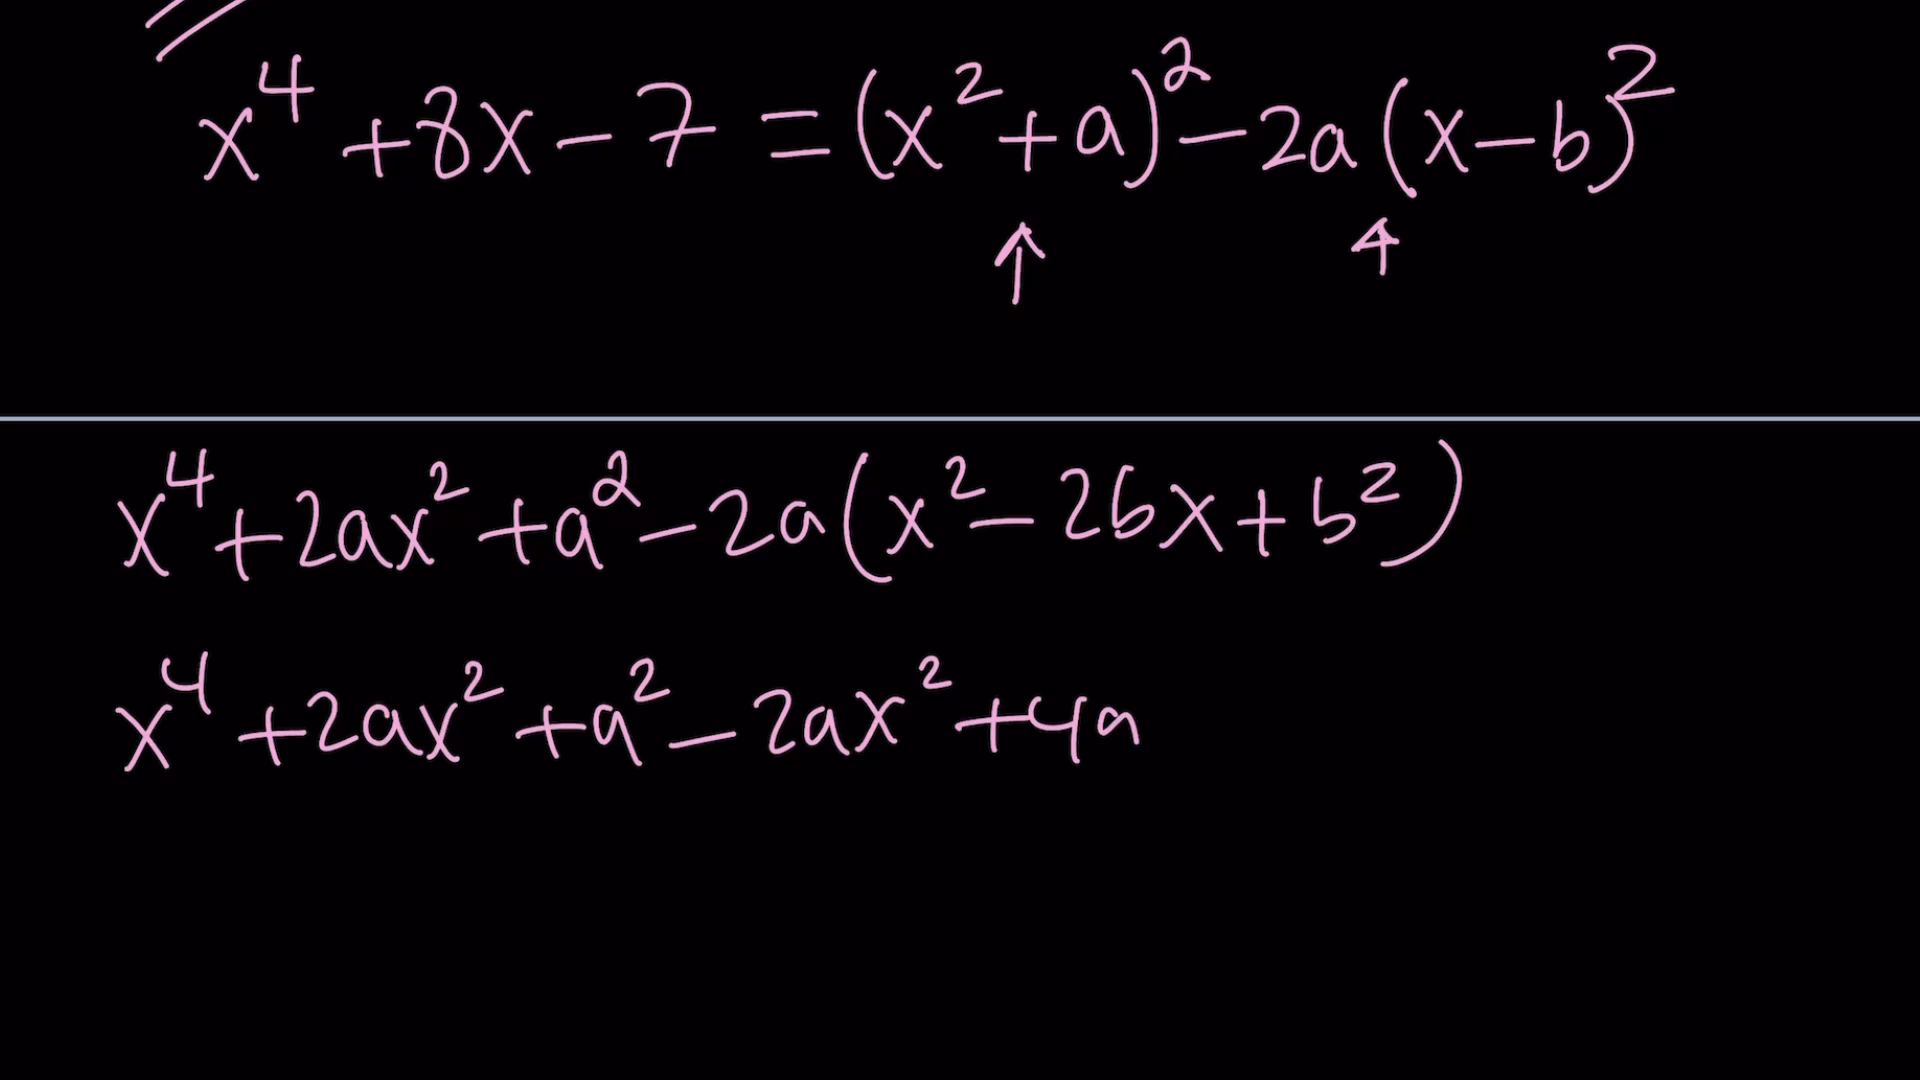 x⁴ + 8x - 7 = (x² + a)² - 2a(x - b)²
x⁴ + 2ax² + a² - 2a(x² - 2bx + b²)
x⁴ + 2ax² + a² - 2ax² + 4a